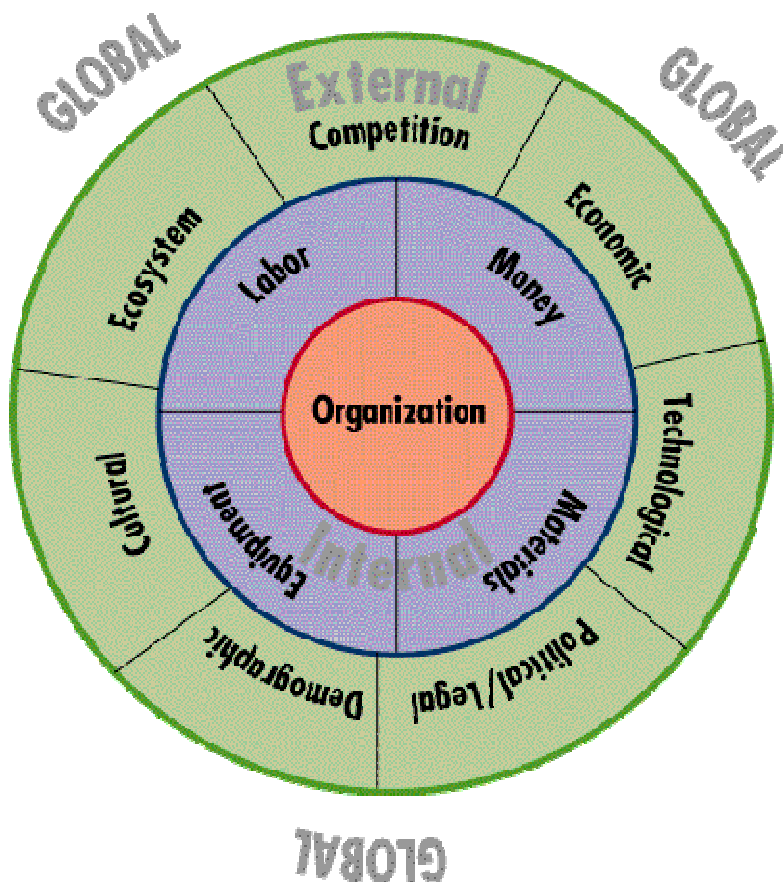 GLOBAL
GLOBAL
External
Competition
Economic
Technological
Political/Legal
Demographic
Cultural
Ecosystem
Labor
Money
Materials
Equipment
Internal
Organization
GLOBAL